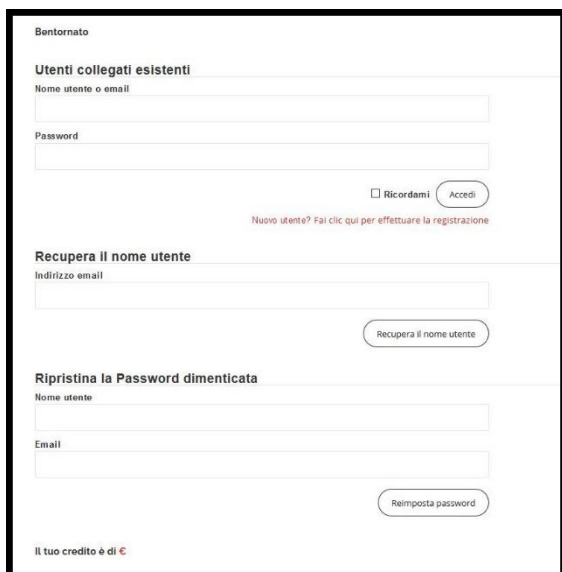 Bentornato
Utenti collegati esistenti
Nome utente o email
Password
Ricordami Accedi
Nuovo utente? Fai clic qui per effettuare la registrazione
Recupera il nome utente
Indirizzo email
Recupera il nome utente
Ripristina la Password dimenticata
Nome utente
Email
Reimposta password
Il tuo credito è di €